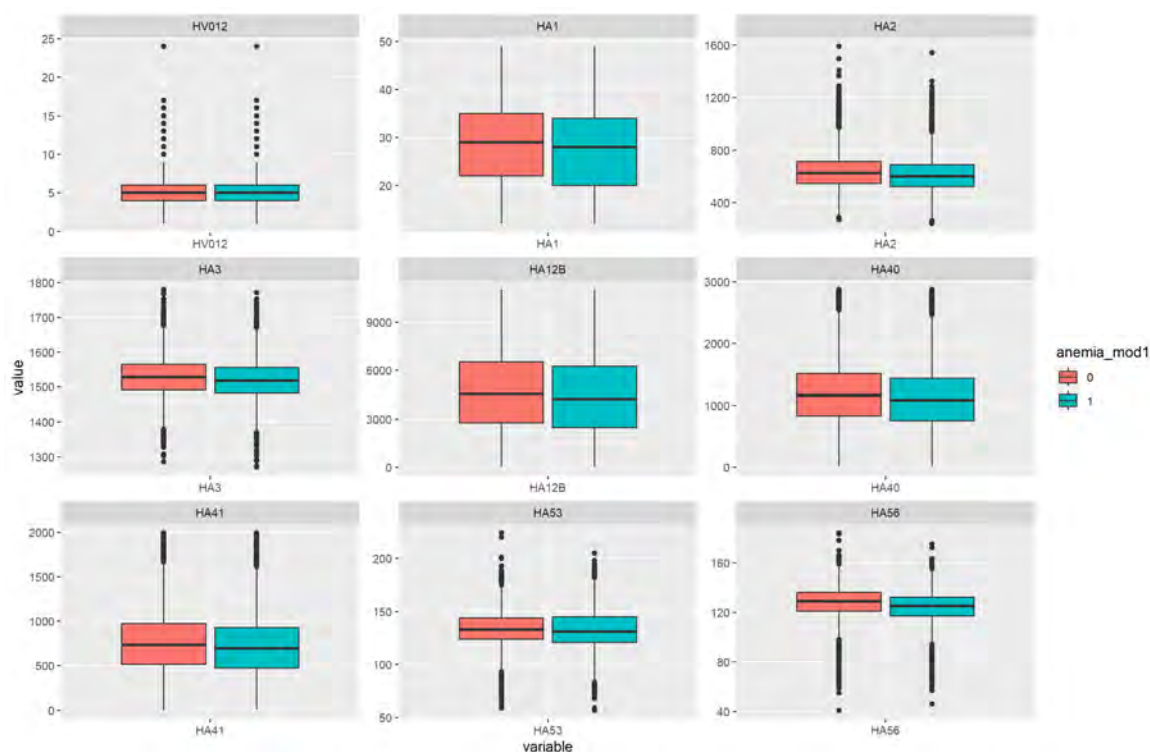 HV012
HA1
HA2
25
20
15
10
5
0
50
40
30
20
1600
1200
800
400
HV012
HA1
HA2
HA3
HA12B
HA40
1800
1700
1600
1500
1400
1300
9000
6000
3000
0
3000
2000
1000
0
HA3
HA12B
HA40
HA41
HA53
HA56
2000
1500
1000
500
0
200
150
100
50
160
120
80
40
HA41
HA53
HA56
value
variable
anemia_mod1
0
1